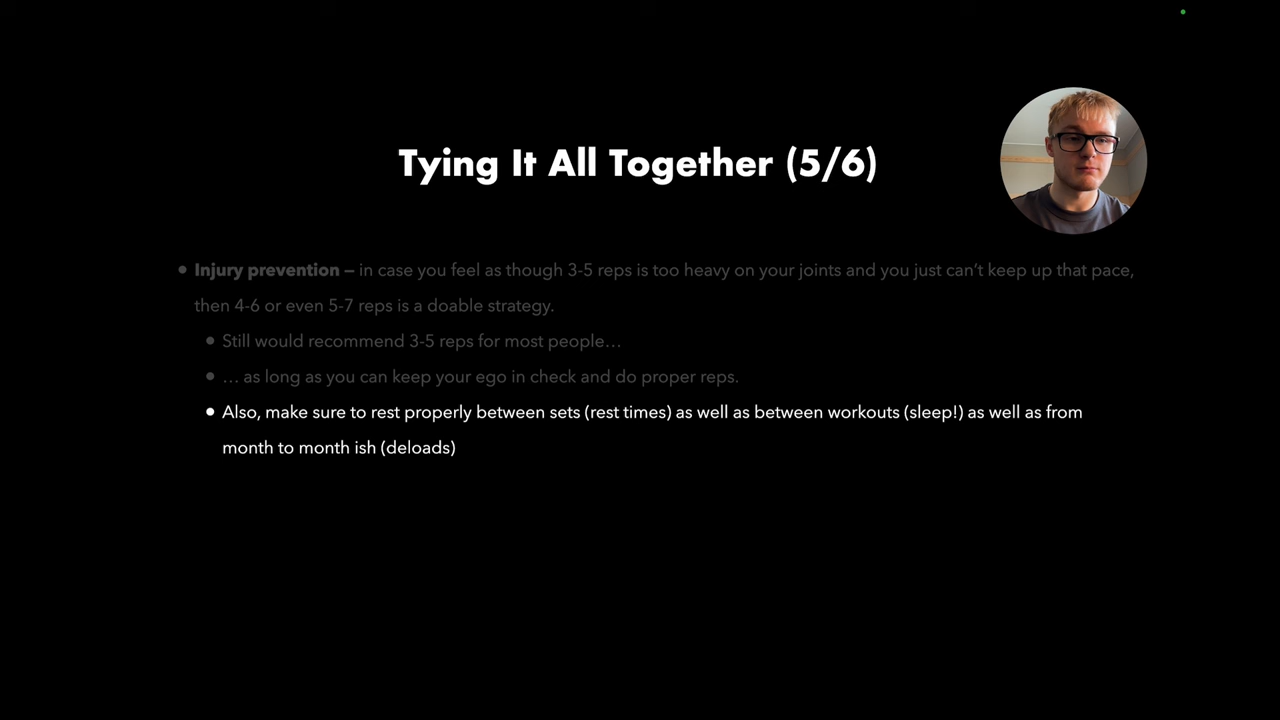 Tying It All Together (5/6)
• Injury prevention – in case you feel as though 3-5 reps is too heavy on your joints and you just can't keep up that pace,
then 4-6 or even 5-7 reps is a doable strategy.
• Still would recommend 3-5 reps for most people…
• … as long as you can keep your ego in check and do proper reps.
• Also, make sure to rest properly between sets (rest times) as well as between workouts (sleep!) as well as from
month to month ish (deloads)